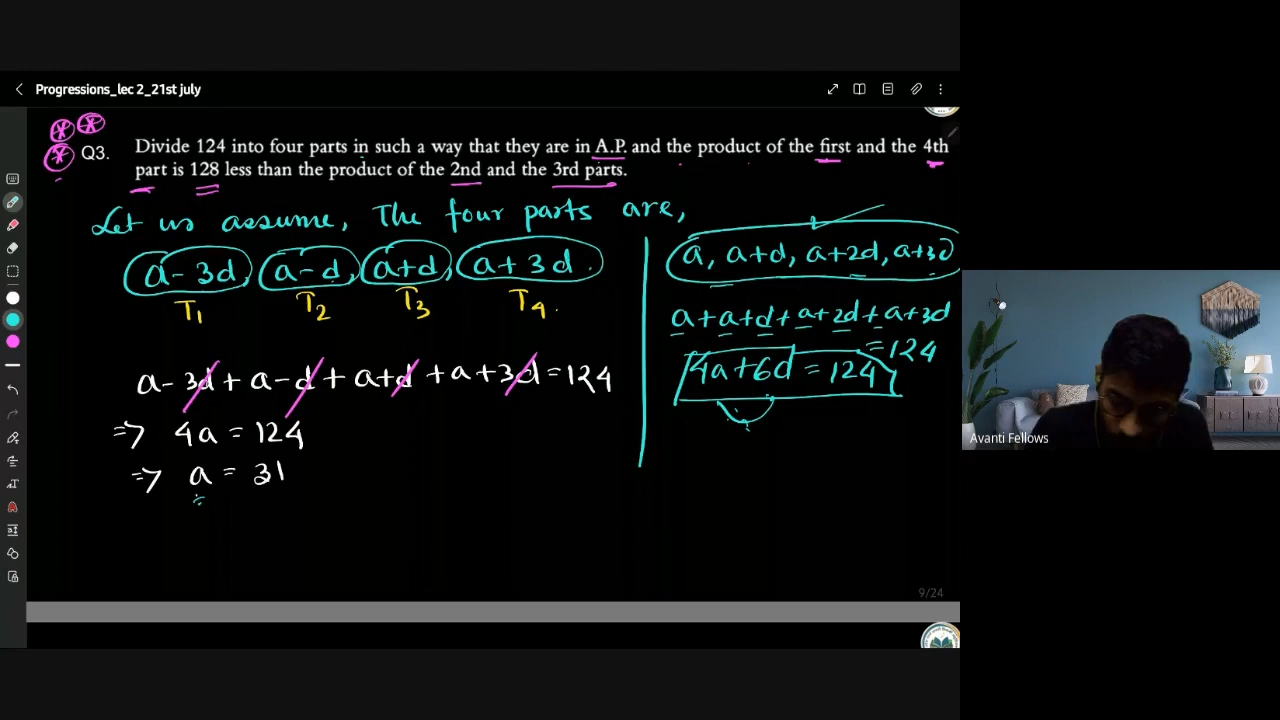 Progressions_lec 2_21st july
Q3. Divide 124 into four parts in such a way that they are in A.P. and the product of the first and the 4th
part is 128 less than the product of the 2nd and the 3rd parts.
Let us assume, The four parts are,
a-3d, a-d, a+d, a+3d.
T1 T2 T3 T4.
a-3d + a-d + a+d + a+3d = 124
=> 4a = 124
=> a = 31
a, a+d, a+2d, a+3d
a+a+d+a+2d+a+3d
=124
4a+6d=124
Avanti Fellows
9/24